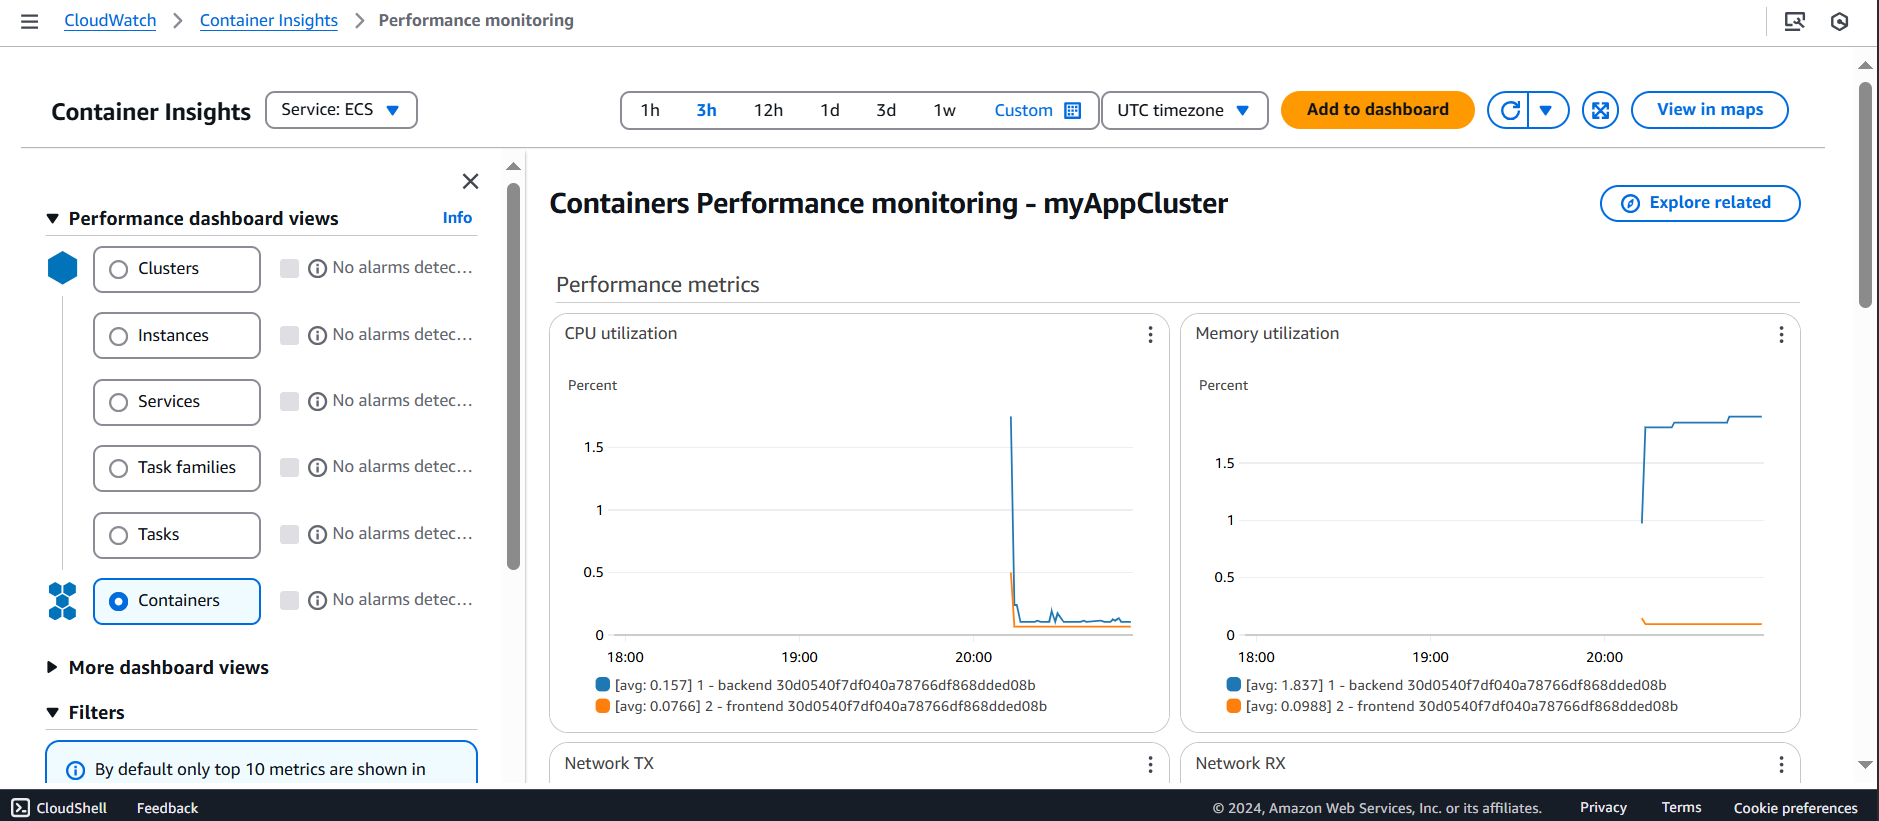 CloudWatch > Container Insights > Performance monitoring
Container Insights
Service: ECS
1h 3h 12h 1d 3d 1w Custom
UTC timezone
Add to dashboard
View in maps
Performance dashboard views
Info
Clusters
No alarms detec...
Instances
No alarms detec...
Services
No alarms detec...
Task families
No alarms detec...
Tasks
No alarms detec...
Containers
No alarms detec...
More dashboard views
Filters
By default only top 10 metrics are shown in
Containers Performance monitoring - myAppCluster
Explore related
Performance metrics
CPU utilization
Percent
1.5
1
0.5
0
18:00 19:00 20:00
[avg: 0.157] 1 - backend 30d0540f7df040a78766df868dded08b
[avg: 0.0766] 2 - frontend 30d0540f7df040a78766df868dded08b
Memory utilization
Percent
1.5
1
0.5
0
18:00 19:00 20:00
[avg: 1.837] 1 - backend 30d0540f7df040a78766df868dded08b
[avg: 0.0988] 2 - frontend 30d0540f7df040a78766df868dded08b
Network TX
Network RX
CloudShell Feedback
© 2024, Amazon Web Services, Inc. or its affiliates. Privacy Terms Cookie preferences